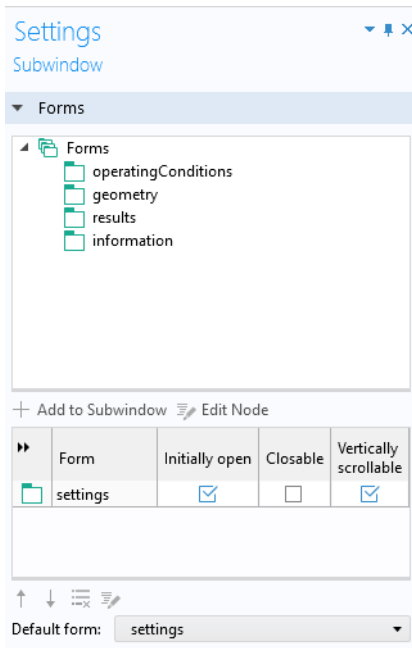 Settings
Subwindow
Forms
Forms
operatingConditions
geometry
results
information
Add to Subwindow Edit Node
Form Initially open Closable Vertically scrollable
settings
Default form: settings